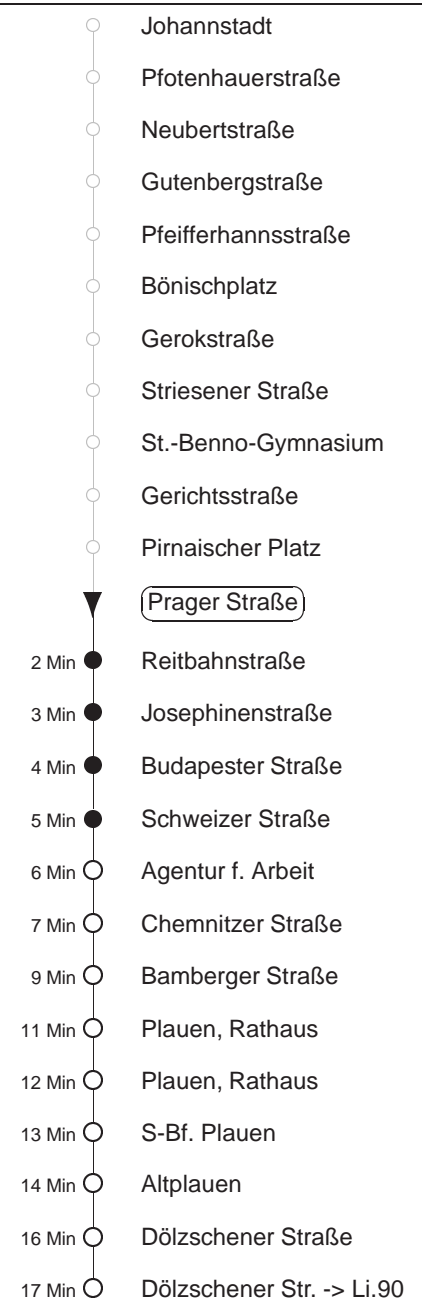 Johannstadt
Pfotenhauerstraße
Neubertstraße
Gutenbergstraße
Pfeifferhannsstraße
Bönischplatz
Gerokstraße
Striesener Straße
St.-Benno-Gymnasium
Gerichtsstraße
Pirnaischer Platz
Prager Straße
2 Min Reitbahnstraße
3 Min Josephinenstraße
4 Min Budapester Straße
5 Min Schweizer Straße
6 Min Agentur f. Arbeit
7 Min Chemnitzer Straße
9 Min Bamberger Straße
11 Min Plauen, Rathaus
12 Min Plauen, Rathaus
13 Min S-Bf. Plauen
14 Min Altplauen
16 Min Dölzschener Straße
17 Min Dölzschener Str. -> Li.90